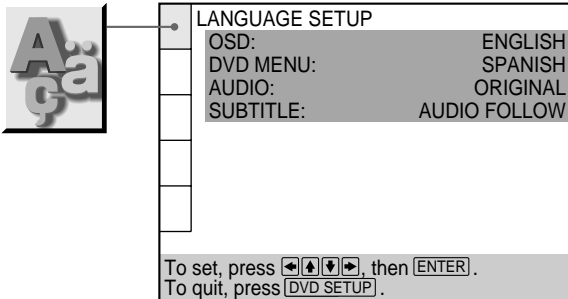 Aäç
LANGUAGE SETUP
OSD: ENGLISH
DVD MENU: SPANISH
AUDIO: ORIGINAL
SUBTITLE: AUDIO FOLLOW
To set, press ←↑↓→, then ENTER.
To quit, press DVD SETUP.